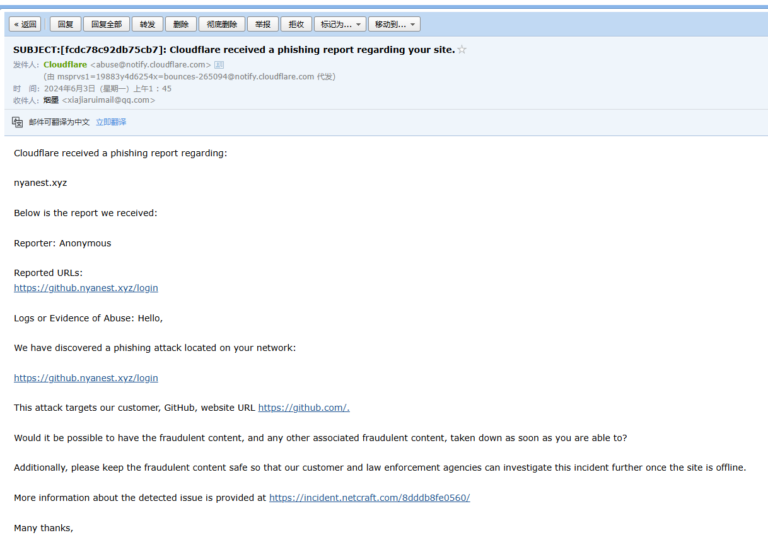 « 返回 回复 回复全部 转发 删除 彻底删除 举报 拒收 标记为... 移动到...
SUBJECT:[fcdc78c92db75cb7]: Cloudflare received a phishing report regarding your site. ☆
发件人: Cloudflare <abuse@notify.cloudflare.com>
(由 msprvs1=19883y4d6254x=bounces-265094@notify.cloudflare.com 代发)
时 间: 2024年6月3日 (星期一) 上午1:45
收件人: 烟墨 <xiajiaruimail@qq.com>
邮件可翻译为中文 立即翻译
Cloudflare received a phishing report regarding:
nyanest.xyz
Below is the report we received:
Reporter: Anonymous
Reported URLs:
https://github.nyanest.xyz/login
Logs or Evidence of Abuse: Hello,
We have discovered a phishing attack located on your network:
https://github.nyanest.xyz/login
This attack targets our customer, GitHub, website URL https://github.com/.
Would it be possible to have the fraudulent content, and any other associated fraudulent content, taken down as soon as you are able to?
Additionally, please keep the fraudulent content safe so that our customer and law enforcement agencies can investigate this incident further once the site is offline.
More information about the detected issue is provided at https://incident.netcraft.com/8dddb8fe0560/
Many thanks,